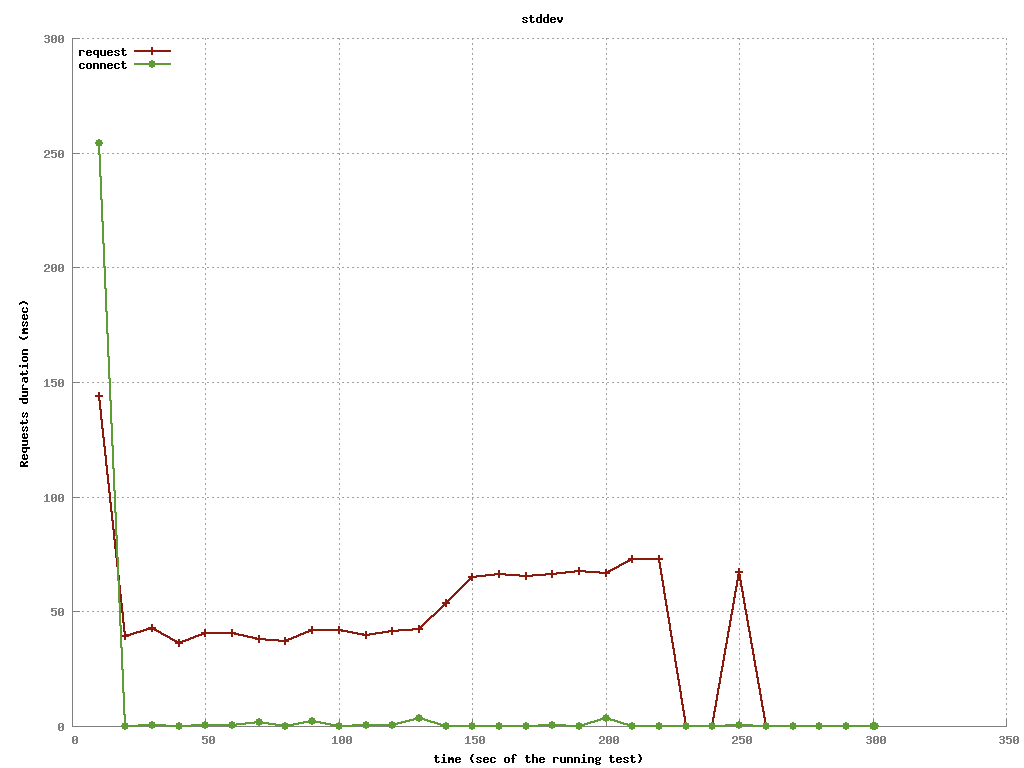 stddev
request
connect
300
250
200
150
100
50
0
0 50 100 150 200 250 300 350
Requests duration (msec)
time (sec of the running test)